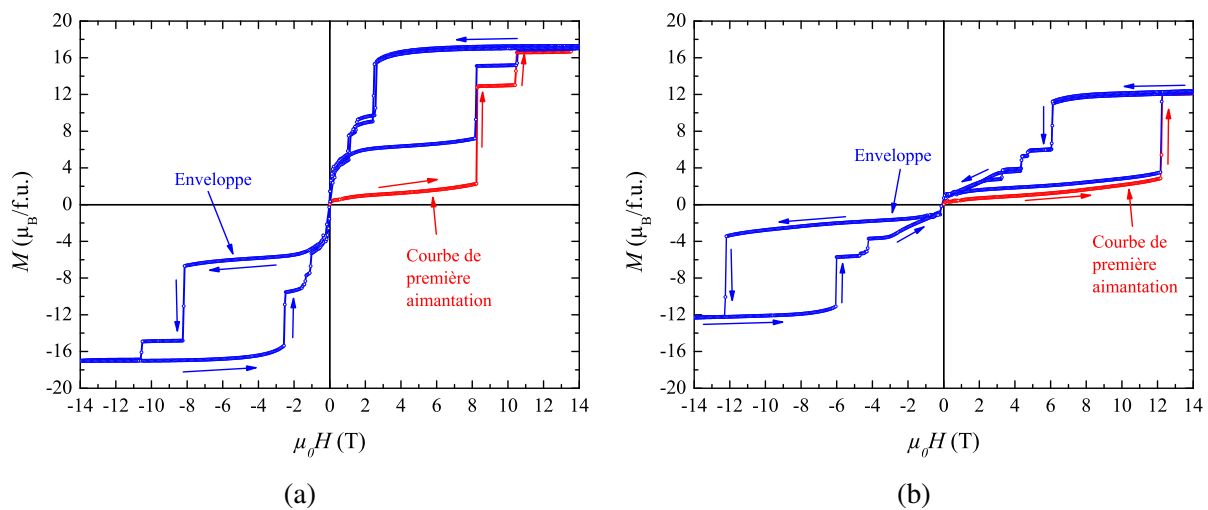 20
16
12
8
4
0
-4
-8
-12
-16
-20
M (μB/f.u.)
-14 -12 -10 -8 -6 -4 -2 0 2 4 6 8 10 12 14
μ0H (T)
Enveloppe
Courbe de
première
aimantation
(a)
20
16
12
8
4
0
-4
-8
-12
-16
-20
M (μB/f.u.)
-14 -12 -10 -8 -6 -4 -2 0 2 4 6 8 10 12 14
μ0H (T)
Enveloppe
Courbe de
première
aimantation
(b)